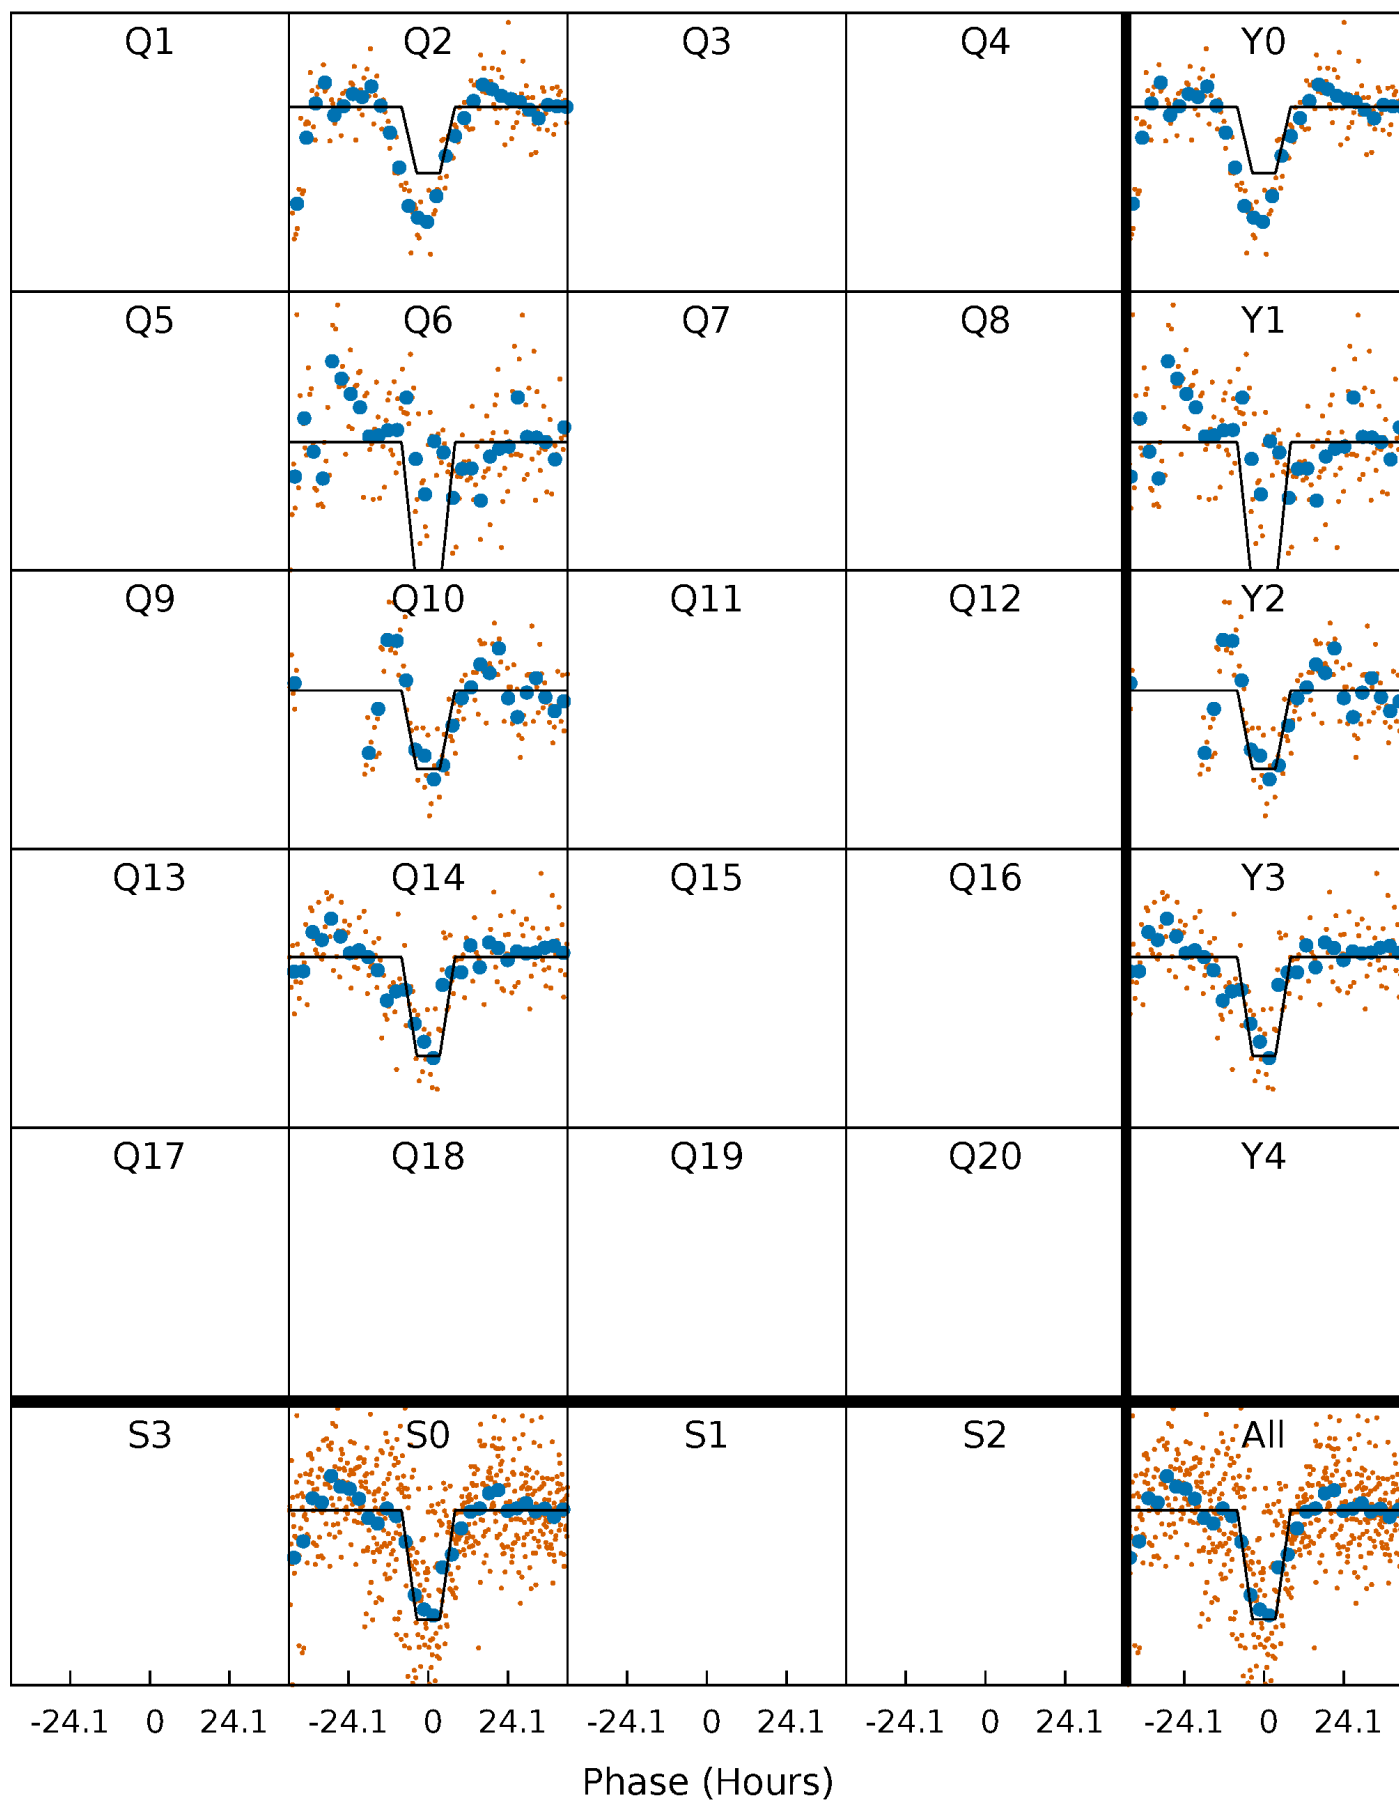 Q1 Q2 Q3 Q4 Y0
Q5 Q6 Q7 Q8 Y1
Q9 Q10 Q11 Q12 Y2
Q13 Q14 Q15 Q16 Y3
Q17 Q18 Q19 Q20 Y4
S3 S0 S1 S2 All
-24.1 0 24.1 -24.1 0 24.1 -24.1 0 24.1 -24.1 0 24.1 -24.1 0 24.1
Phase (Hours)